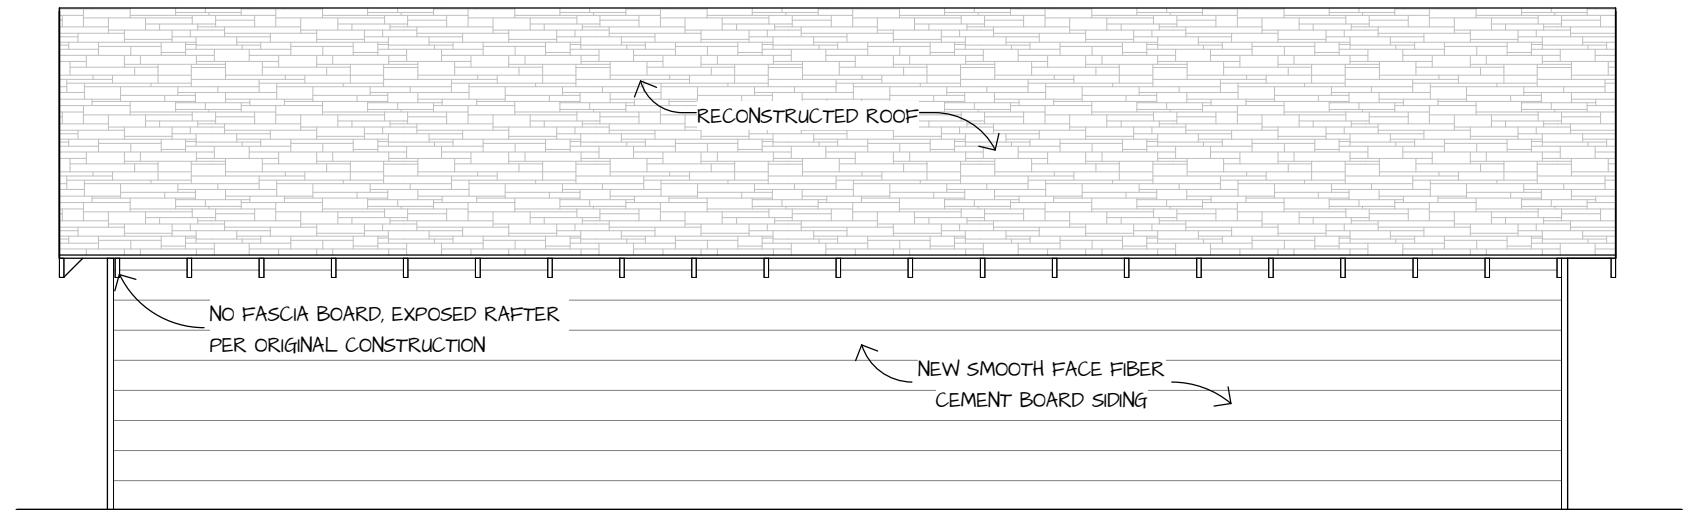 RECONSTRUCTED ROOF
NO FASCIA BOARD, EXPOSED RAFTER
PER ORIGINAL CONSTRUCTION
NEW SMOOTH FACE FIBER
CEMENT BOARD SIDING